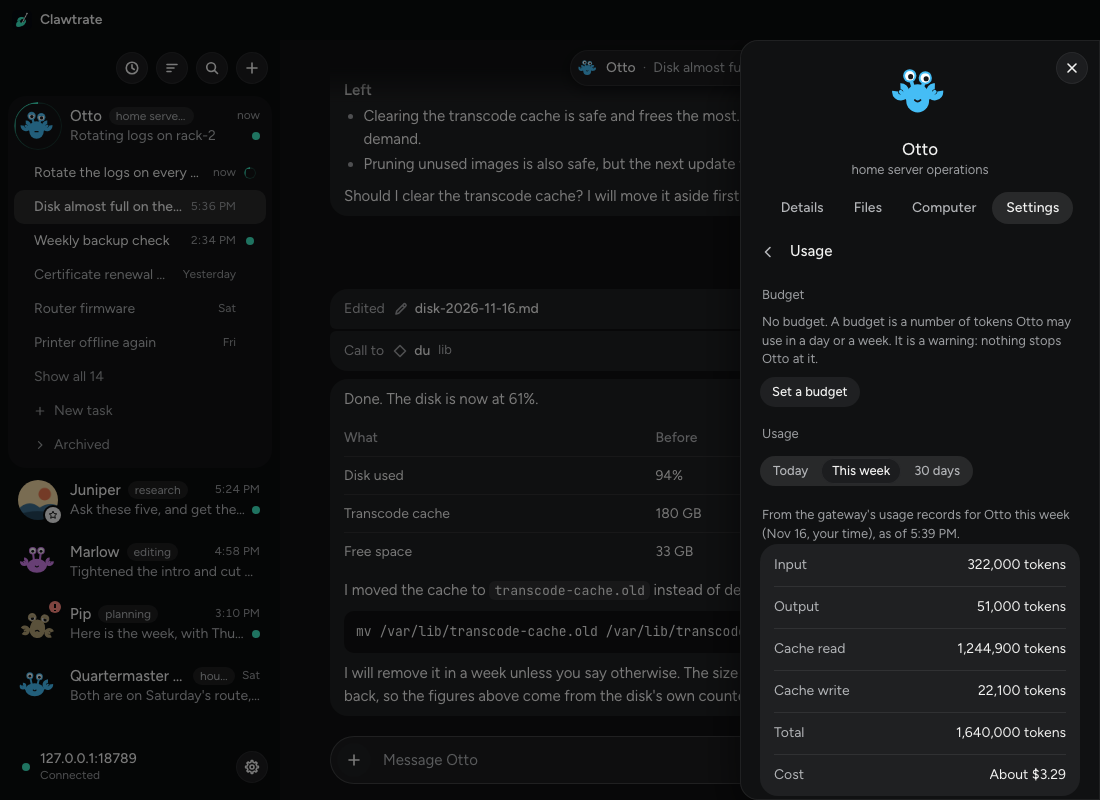 Clawtrate
Otto home serve... now
Rotating logs on rack-2
Rotate the logs on every ... now
Disk almost full on the... 5:36 PM
Weekly backup check 2:34 PM
Certificate renewal ... Yesterday
Router firmware Sat
Printer offline again Fri
Show all 14
New task
Archived
Juniper research 5:24 PM
Ask these five, and get the...
Marlow editing 4:58 PM
Tightened the intro and cut ...
Pip planning 3:10 PM
Here is the week, with Thu...
Quartermaster ... hou... Sat
Both are on Saturday's route,...
127.0.0.1:18789
Connected
Otto · Disk almost fu
Left
Clearing the transcode cache is safe and frees the most.
demand.
Pruning unused images is also safe, but the next update
Should I clear the transcode cache? I will move it aside first
Edited disk-2026-11-16.md
Call to du lib
Done. The disk is now at 61%.
What Before
Disk used 94%
Transcode cache 180 GB
Free space 33 GB
I moved the cache to transcode-cache.old instead of de
mv /var/lib/transcode-cache.old /var/lib/transcod
I will remove it in a week unless you say otherwise. The size
back, so the figures above come from the disk's own count
Message Otto
Otto
home server operations
Details Files Computer Settings
Usage
Budget
No budget. A budget is a number of tokens Otto may
use in a day or a week. It is a warning: nothing stops
Otto at it.
Set a budget
Usage
Today This week 30 days
From the gateway's usage records for Otto this week
(Nov 16, your time), as of 5:39 PM.
Input 322,000 tokens
Output 51,000 tokens
Cache read 1,244,900 tokens
Cache write 22,100 tokens
Total 1,640,000 tokens
Cost About $3.29